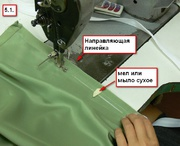 5.1.
Направляющая
линейка
мел или
мыло сухое